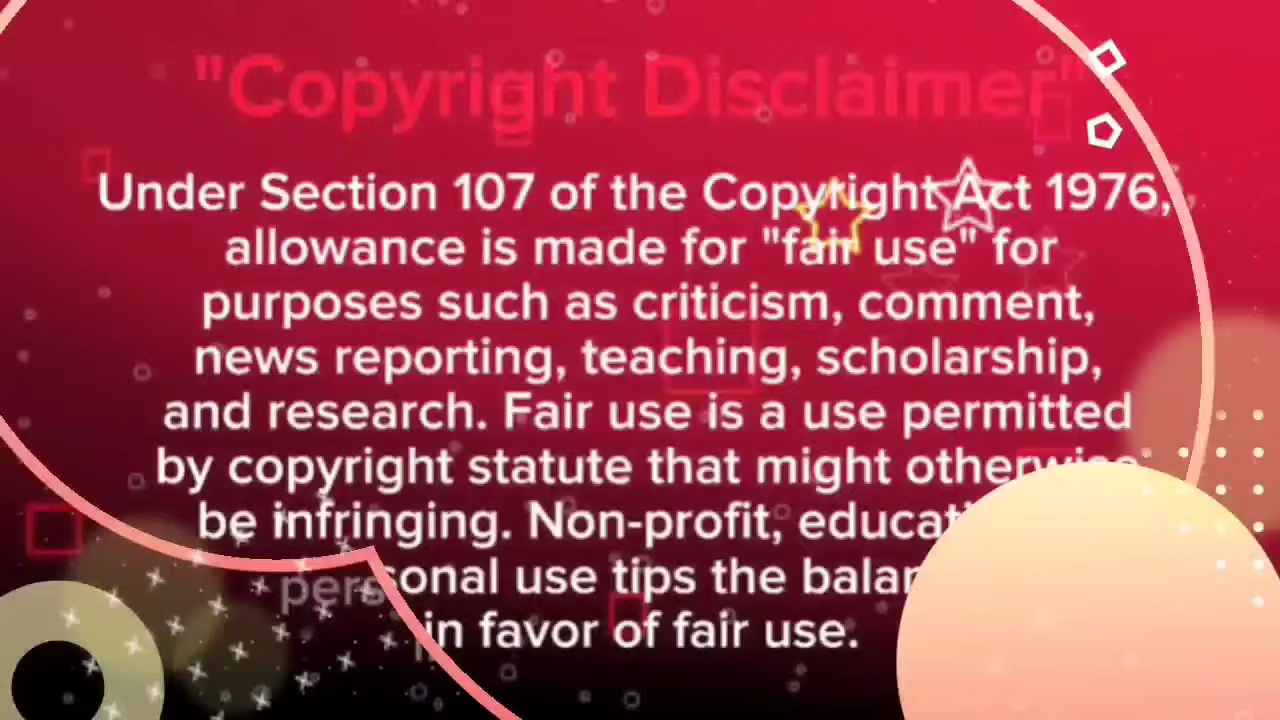 "Copyright Disclaimer"
Under Section 107 of the Copyright Act 1976,
allowance is made for "fair use" for
purposes such as criticism, comment,
news reporting, teaching, scholarship,
and research. Fair use is a use permitted
by copyright statute that might otherwise
be infringing. Non-profit,
personal use tips the
in favor of fair use.